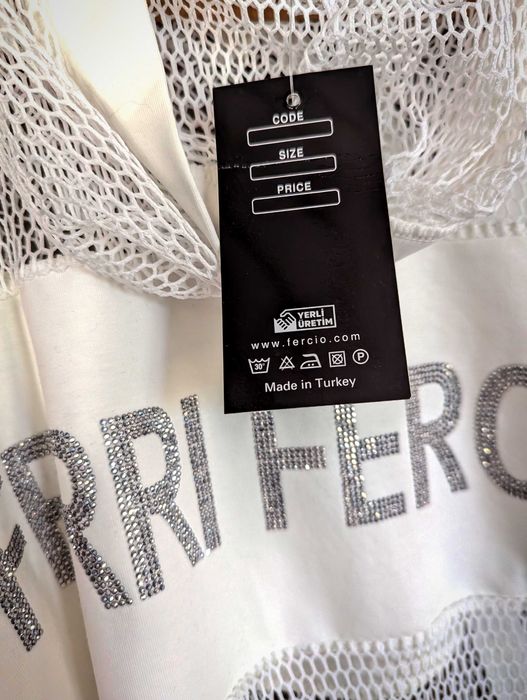 CODE
SIZE
PRICE
YERLİ
ÜRETİM
www.fercio.com
30°
P
Made in Turkey
RRI FERC